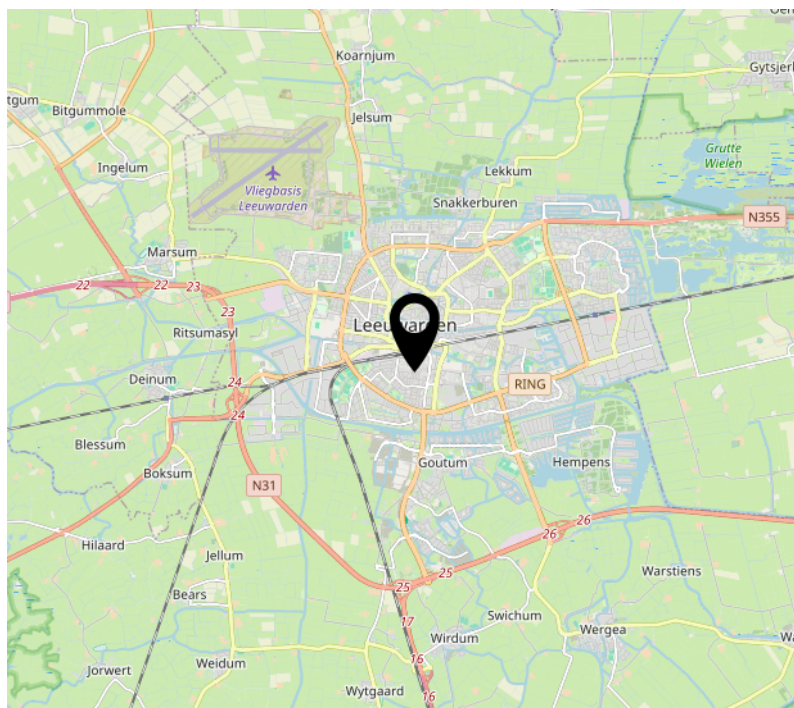 Koarnjum
Gytsjerk
Bitgummole
Jelsum
Ingelum
Grutte
Wielen
Lekkum
Vliegbasis
Leeuwarden
Snakkerburen
N355
Marsum
22
22
23
23
Ritsumasyl
Leeuwarden
Deinum
24
24
RING
Blessum
Boksum
Goutum
Hempens
N31
26
26
Hilaard
Jellum
25
25
Warstiens
Bears
17
Swichum
Wergea
Wirdum
16
Jorwert
Weidum
Wytgaard
16